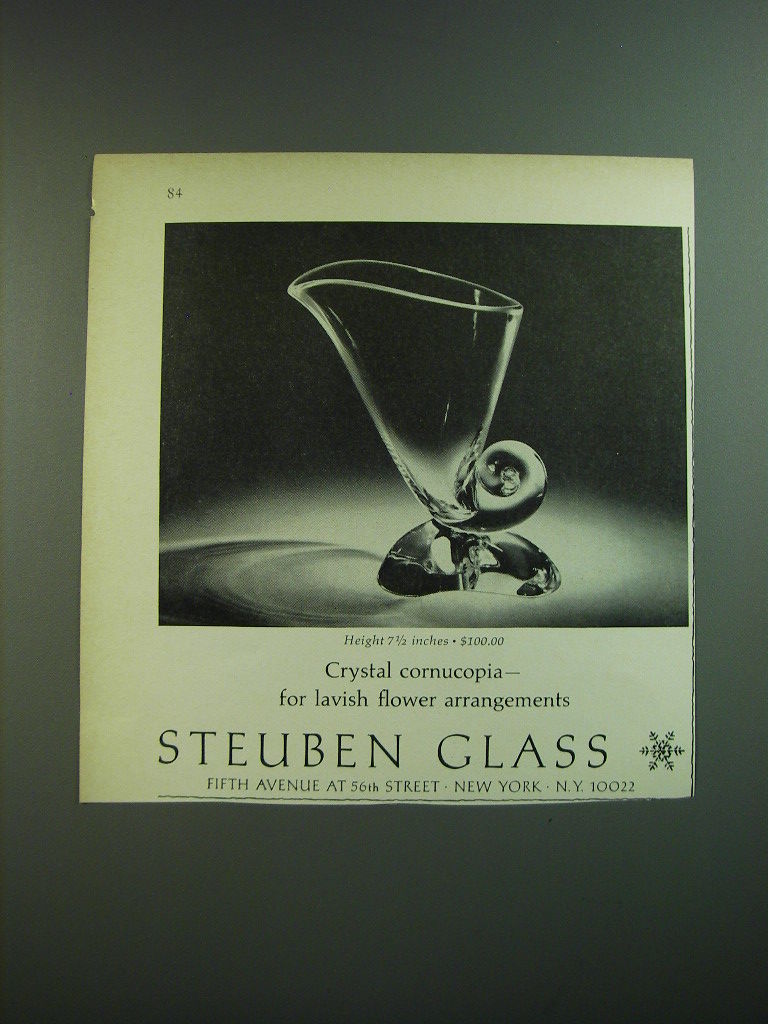 84
Height 7½ inches • $100.00
Crystal cornucopia—
for lavish flower arrangements
STEUBEN GLASS
FIFTH AVENUE AT 56th STREET · NEW YORK · N.Y. 10022